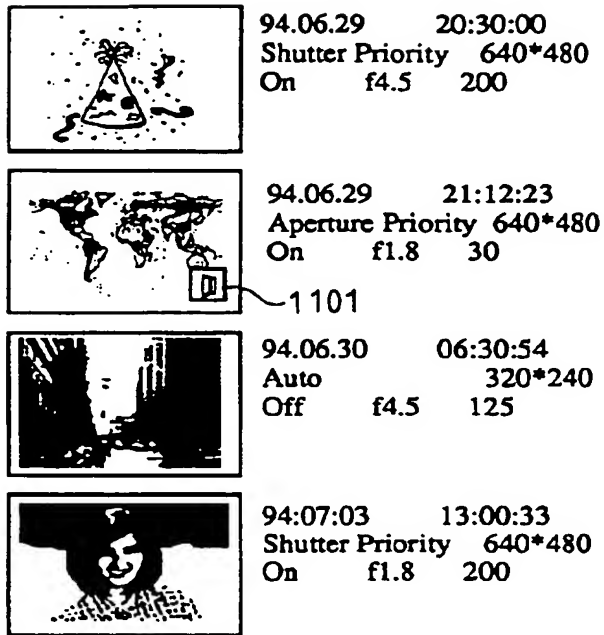 94.06.29 20:30:00
Shutter Priority 640*480
On f4.5 200
94.06.29 21:12:23
Aperture Priority 640*480
On f1.8 30
1101
94.06.30 06:30:54
Auto 320*240
Off f4.5 125
94:07:03 13:00:33
Shutter Priority 640*480
On f1.8 200